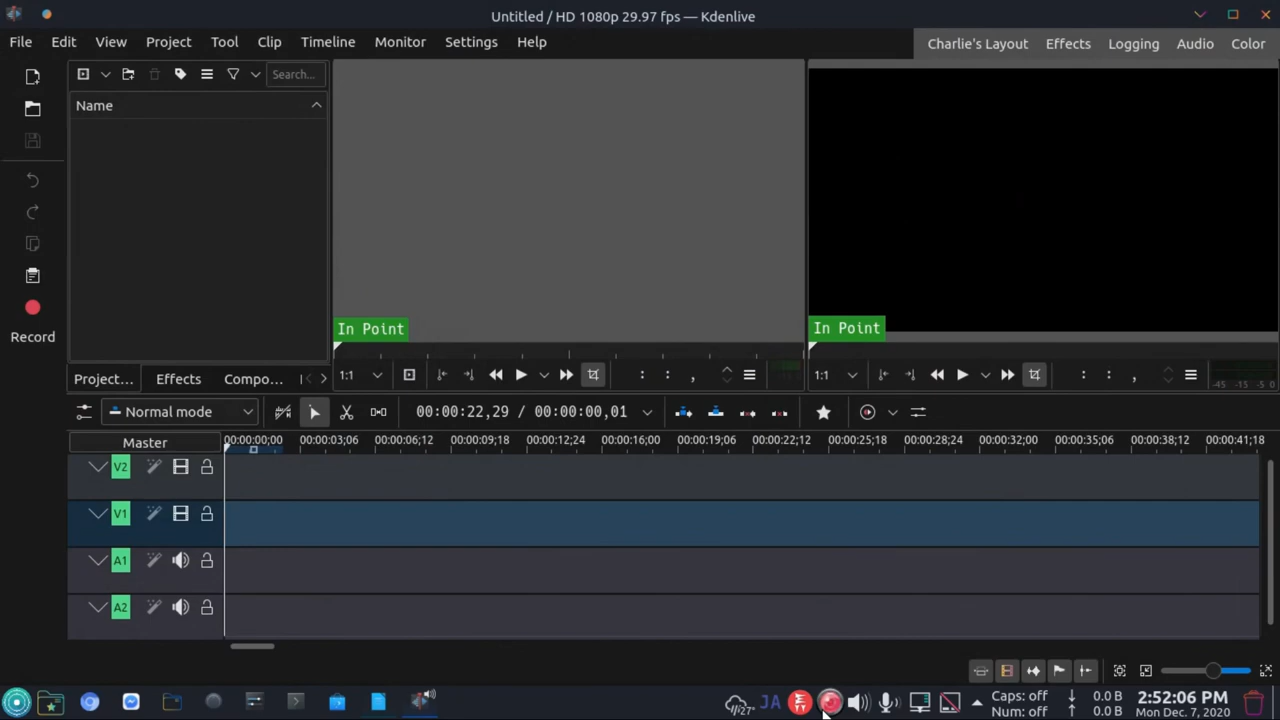 Untitled / HD 1080p 29.97 fps — Kdenlive
File Edit View Project Tool Clip Timeline Monitor Settings Help
Charlie's Layout Effects Logging Audio Color
Search...
Name
Record
In Point
In Point
Project... Effects Compo...
1:1
: : ,
1:1
: : ,
-45 -15 -5 0
Normal mode
00:00:22,29 / 00:00:00,01
Master
00:00:00;00 00:00:03;06 00:00:06;12 00:00:09;18 00:00:12;24 00:00:16;00 00:00:19;06 00:00:22;12 00:00:25;18 00:00:28;24 00:00:32;00 00:00:35;06 00:00:38;12 00:00:41;18
V2
V1
A1
A2
27°
JA
Caps: off
Num: off
0.0 B
0.0 B
2:52:06 PM
Mon Dec. 7, 2020